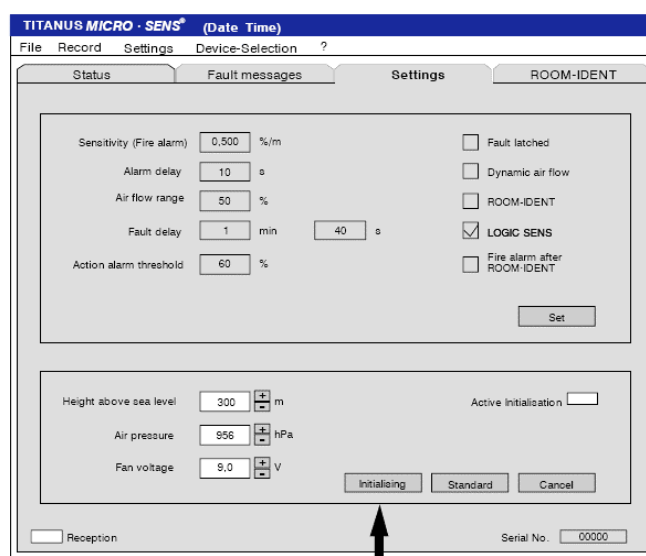 TITANUS MICRO · SENS® (Date Time)
File Record Settings Device-Selection ?
Status Fault messages Settings ROOM-IDENT
Sensitivity (Fire alarm) 0,500 %/m Fault latched
Alarm delay 10 s Dynamic air flow
Air flow range 50 % ROOM-IDENT
Fault delay 1 min 40 s LOGIC SENS
Action alarm threshold 60 % Fire alarm after
ROOM-IDENT
Set
Height above sea level 300 + - m Active Initialisation
Air pressure 956 + - hPa
Fan voltage 9,0 + - V
Initialising Standard Cancel
Reception Serial No. 00000